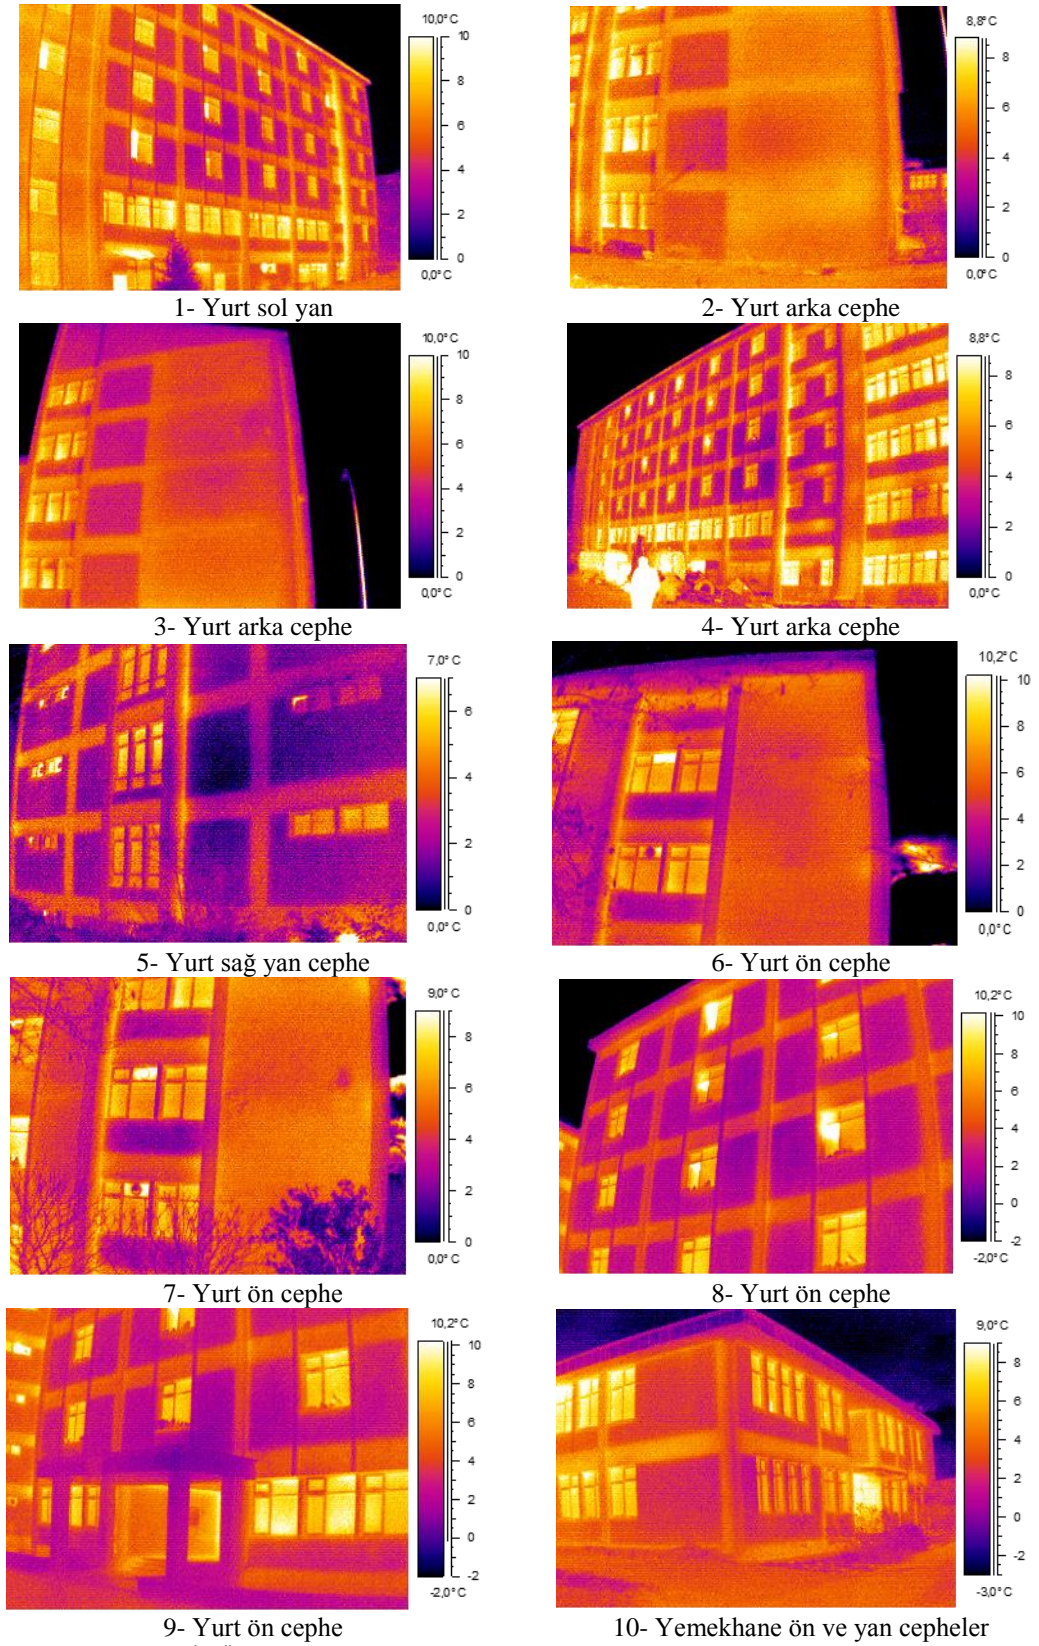 10,0°C
10
8
6
4
2
0
0,0°C
1- Yurt sol yan
8,8°C
8
6
4
2
0
0,0°C
2- Yurt arka cephe
10,0°C
10
8
6
4
2
0
0,0°C
3- Yurt arka cephe
8,8°C
8
6
4
2
0
0,0°C
4- Yurt arka cephe
7,0°C
6
4
2
0
0,0°C
5- Yurt sağ yan cephe
10,2°C
10
8
6
4
2
0
0,0°C
6- Yurt ön cephe
9,0°C
8
6
4
2
0
0,0°C
7- Yurt ön cephe
10,2°C
10
8
6
4
2
0
-2
-2,0°C
8- Yurt ön cephe
10,2°C
10
8
6
4
2
0
-2
-2,0°C
9- Yurt ön cephe
9,0°C
8
6
4
2
0
-2
-3,0°C
10- Yemekhane ön ve yan cepheler